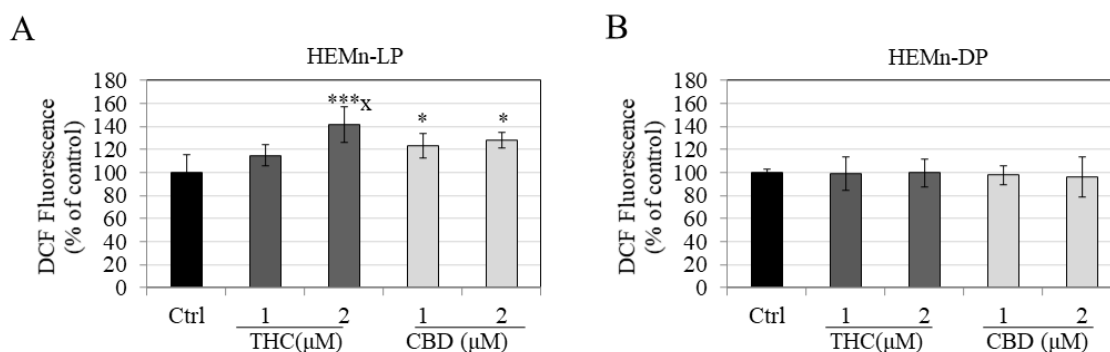 A
HEMn-LP
DCF Fluorescence
(% of control)
180
160
140
120
100
80
60
40
20
0
***x
*
*
Ctrl 1 2 1 2
THC(μM) CBD (μM)
B
HEMn-DP
DCF Fluorescence
(% of control)
180
160
140
120
100
80
60
40
20
0
Ctrl 1 2 1 2
THC(μM) CBD (μM)